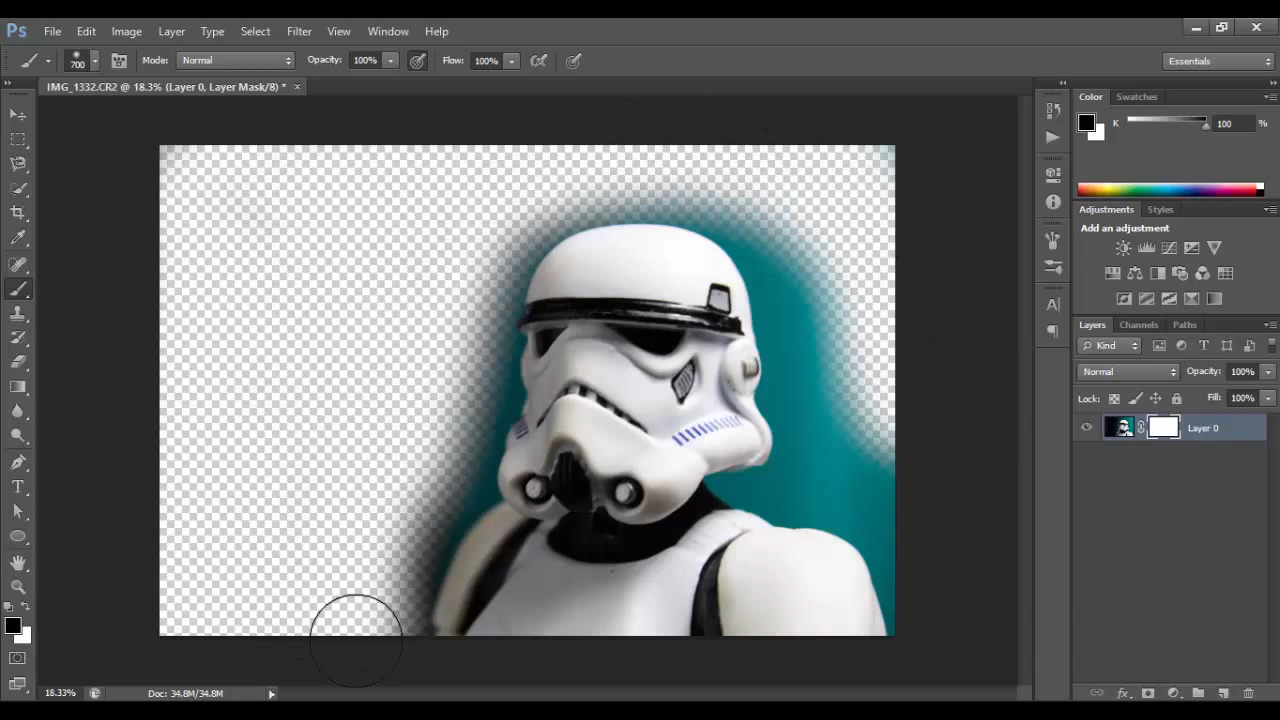 Ps File Edit Image Layer Type Select Filter View Window Help
700 Mode: Normal Opacity: 100% Flow: 100% Essentials
IMG_1332.CR2 @ 18.3% (Layer 0, Layer Mask/8) * ×
Color Swatches
K 100 %
Adjustments Styles
Add an adjustment
Layers Channels Paths
Kind
Normal Opacity: 100%
Lock: Fill: 100%
Layer 0
18.33% Doc: 34.8M/34.8M